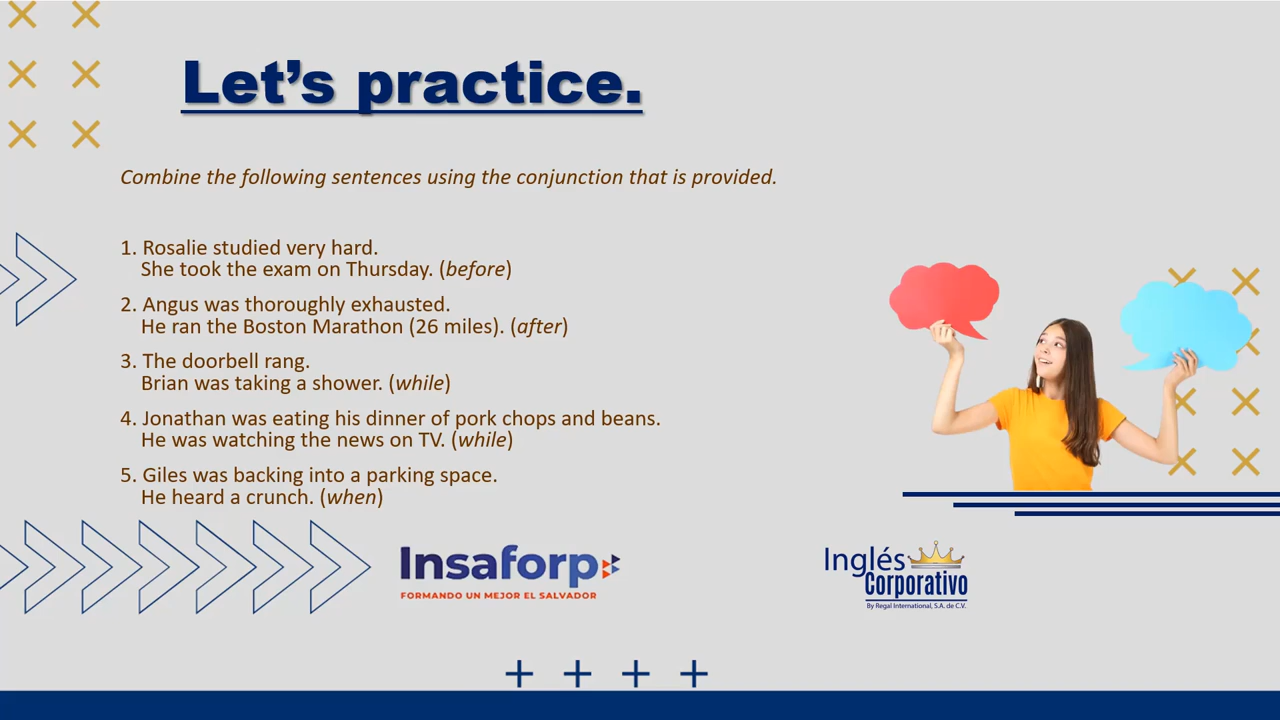 Let’s practice.
Combine the following sentences using the conjunction that is provided.
1. Rosalie studied very hard.
She took the exam on Thursday. (before)
2. Angus was thoroughly exhausted.
He ran the Boston Marathon (26 miles). (after)
3. The doorbell rang.
Brian was taking a shower. (while)
4. Jonathan was eating his dinner of pork chops and beans.
He was watching the news on TV. (while)
5. Giles was backing into a parking space.
He heard a crunch. (when)
Insaforp
FORMANDO UN MEJOR EL SALVADOR
Inglés
Corporativo
By Regal International, S.A. de C.V.